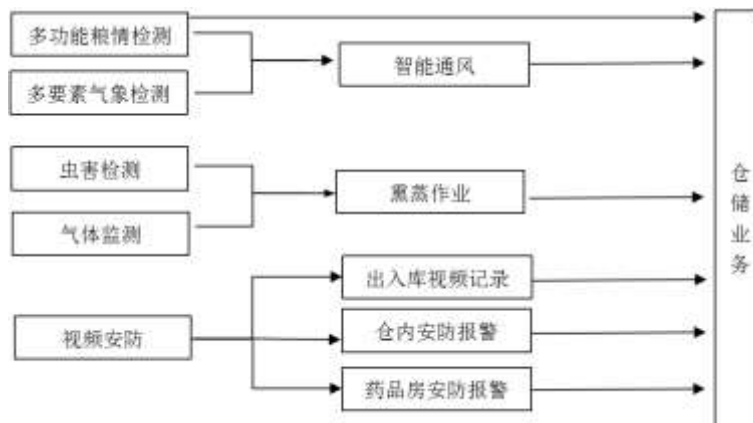 多功能粮情检测
智能通风
多要素气象检测
虫害检测
熏蒸作业
气体监测
出入库视频记录
视频安防
仓内安防报警
药品房安防报警
仓储业务